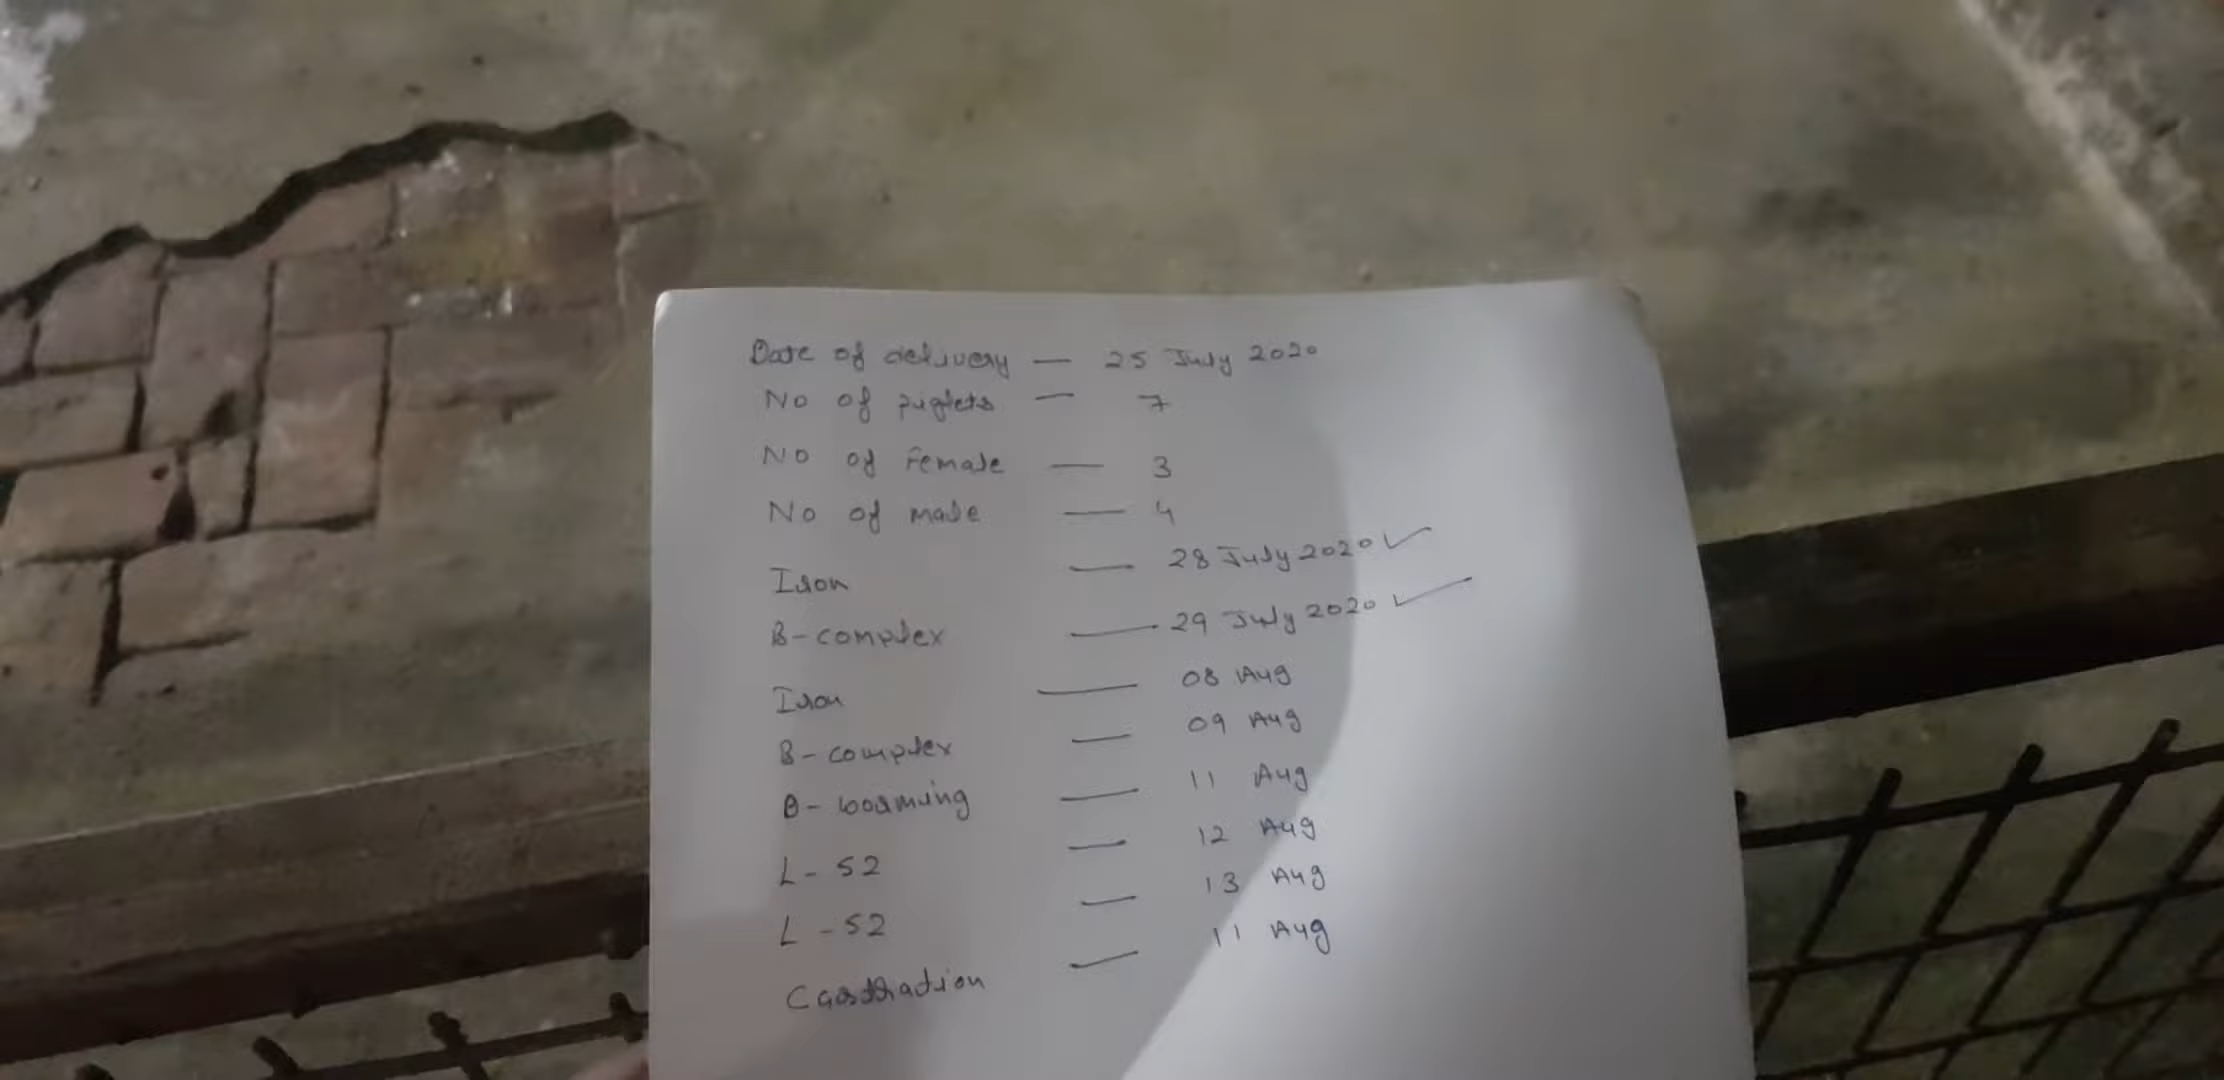 Date of delivery — 25 July 2020
No of piglets — 7
No of Female — 3
No of male — 4
Iron — 28 July 2020 ✓
B-complex — 29 July 2020 ✓
Iron — 08 Aug
B-complex — 09 Aug
D-worming — 11 Aug
L-52 — 12 Aug
L-52 — 13 Aug
Casthration — 11 Aug